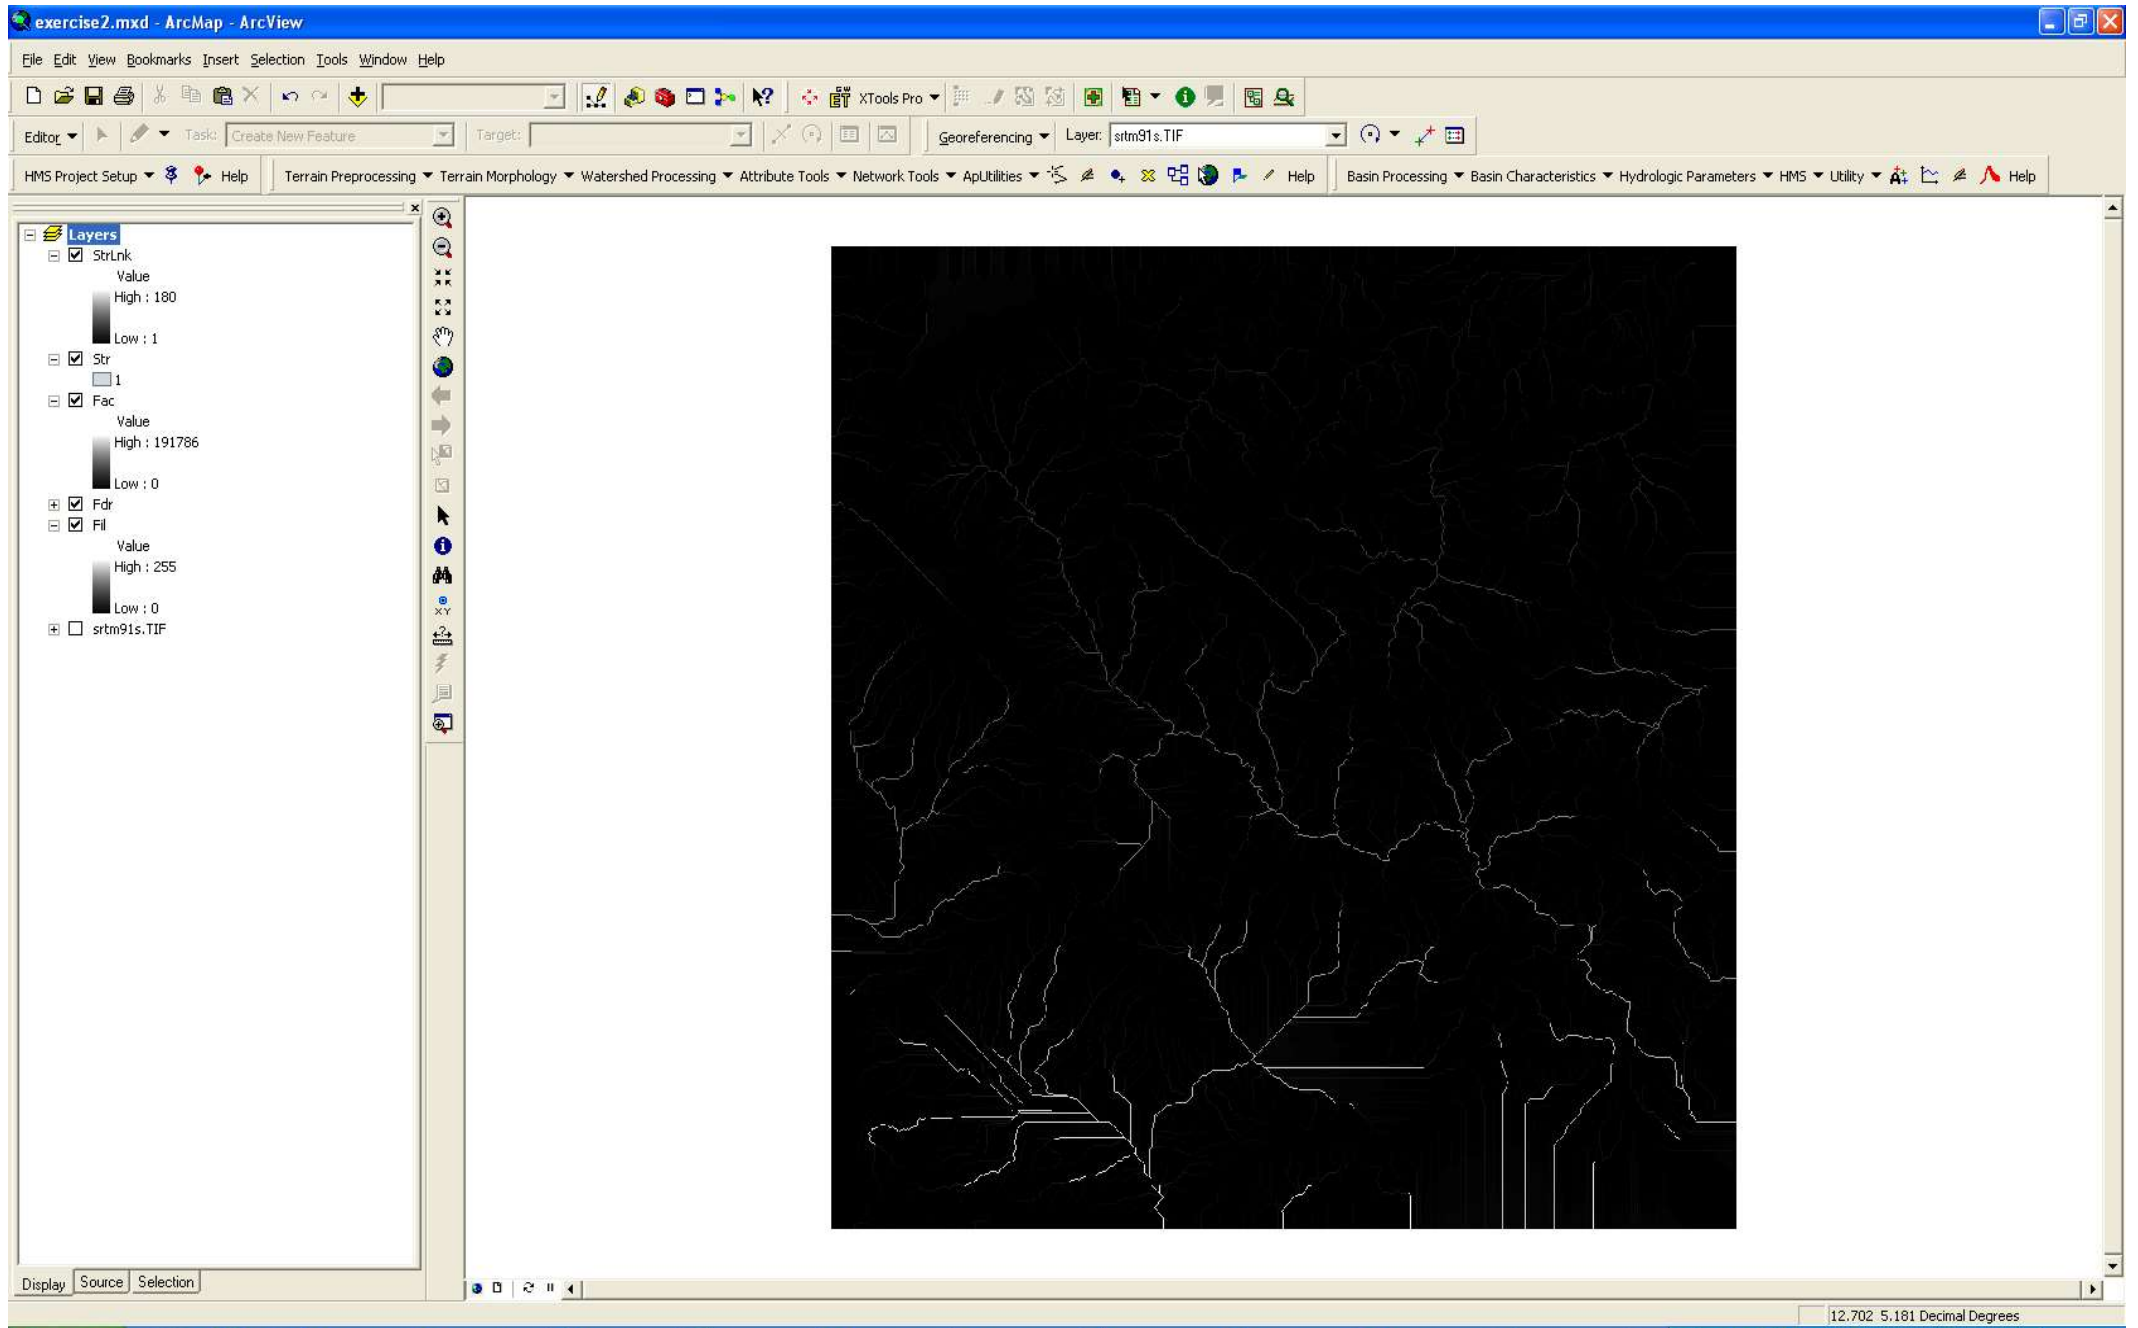 exercise2.mxd - ArcMap - ArcView
File Edit View Bookmarks Insert Selection Tools Window Help
XTools Pro
Editor Task: Create New Feature Target: Georeferencing Layer: srtm91s.TIF
HMS Project Setup Help Terrain Preprocessing Terrain Morphology Watershed Processing Attribute Tools Network Tools ApUtilities Help Basin Processing Basin Characteristics Hydrologic Parameters HMS Utility Help
Layers
StrLnk
Value
High : 180
Low : 1
Str
1
Fac
Value
High : 191786
Low : 0
Fdr
Fil
Value
High : 255
Low : 0
srtm91s.TIF
XY
Display Source Selection
12.702 5.181 Decimal Degrees